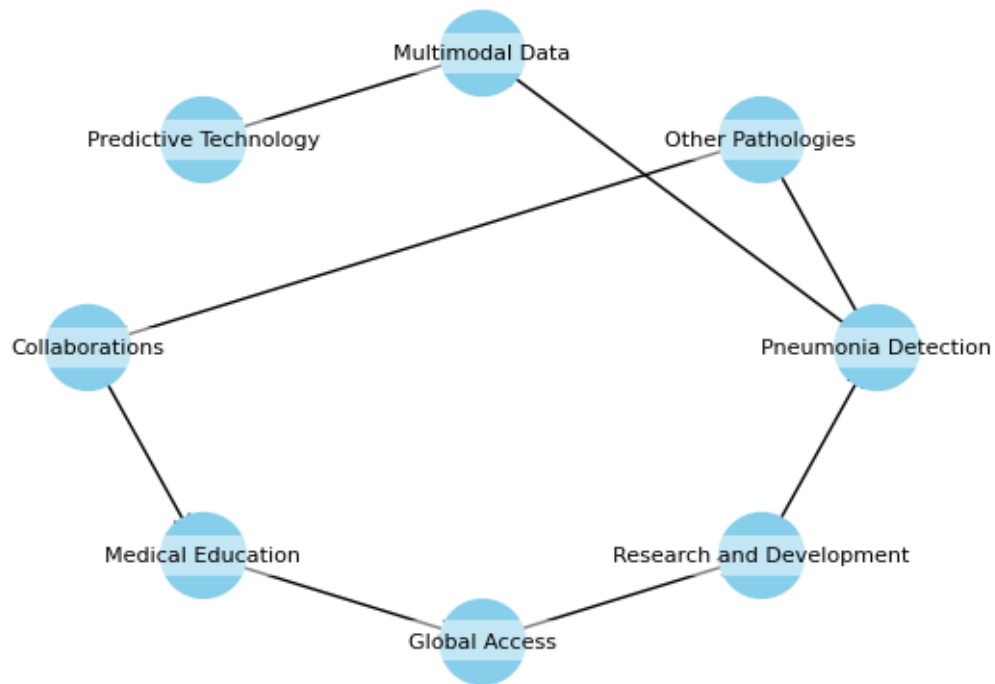 Multimodal Data
Predictive Technology
Other Pathologies
Collaborations
Pneumonia Detection
Medical Education
Research and Development
Global Access